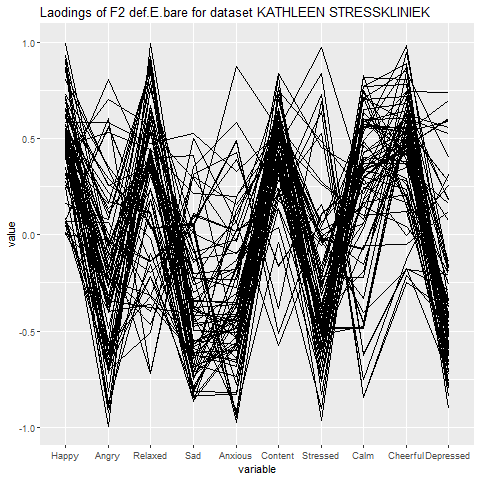 Laodings of F2 def.E.bare for dataset KATHLEEN STRESSKLINIEK
1.0
0.5
0.0
-0.5
-1.0
value
Happy Angry Relaxed Sad Anxious Content Stressed Calm Cheerful Depressed
variable